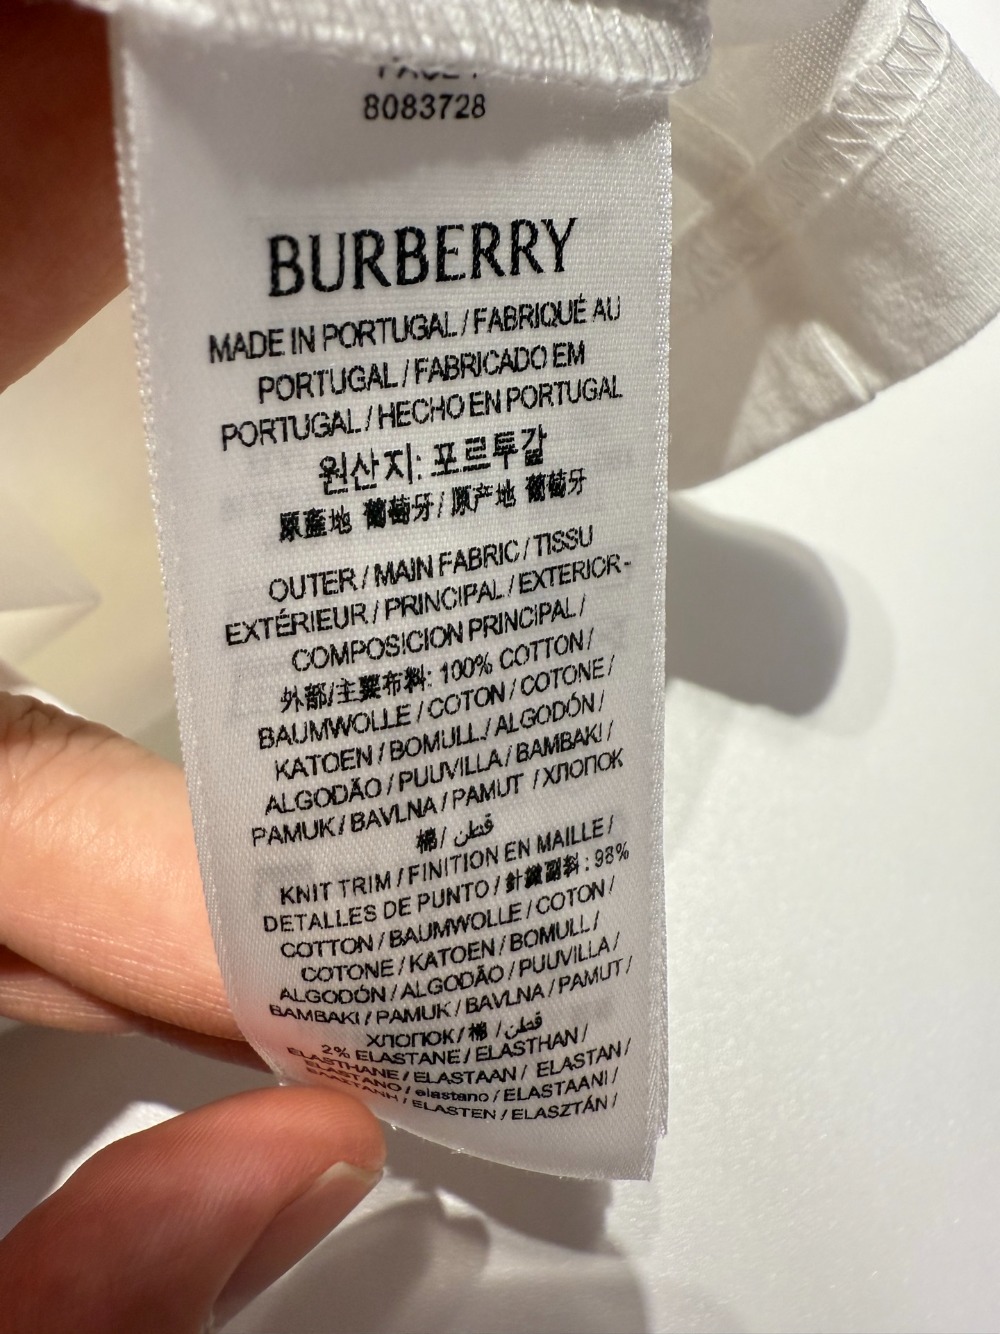 8083728
BURBERRY
MADE IN PORTUGAL / FABRIQUÉ AU
PORTUGAL / FABRICADO EM
PORTUGAL / HECHO EN PORTUGAL
원산지: 포르투갈
原產地 葡萄牙 / 原产地 葡萄牙
OUTER / MAIN FABRIC / TISSU
EXTÉRIEUR / PRINCIPAL / EXTERIOR -
COMPOSICION PRINCIPAL /
外部/主要布料: 100% COTTON /
BAUMWOLLE / COTON / COTONE /
KATOEN / BOMULL / ALGODÓN /
ALGODÃO / PUUVILLA / BAMBAKI /
PAMUK / BAVLNA / PAMUT / ХЛОПОК
棉/ قطن
KNIT TRIM / FINITION EN MAILLE /
DETALLES DE PUNTO / 針織副料 : 98%
COTTON / BAUMWOLLE / COTON /
COTONE / KATOEN / BOMULL /
ALGODÓN / ALGODÃO / PUUVILLA /
BAMBAKI / PAMUK / BAVLNA / PAMUT /
ХЛОПОК / 棉 / قطن
2% ELASTANE / ELASTHAN /
ELASTHANE / ELASTAAN / ELASTAN /
ELASTANO / elastano / ELASTAANI /
ΕΛΑΣΤΑΝΗ / ELASTEN / ELASZTÁN /